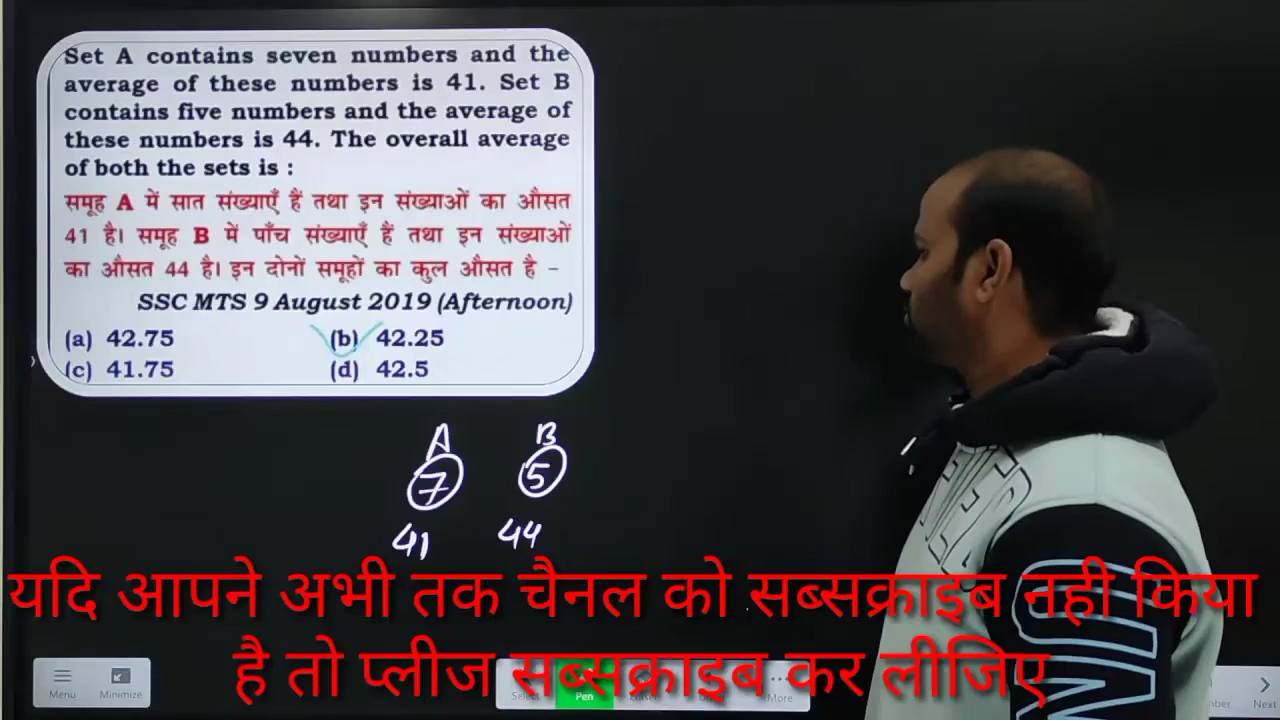 Set A contains seven numbers and the
average of these numbers is 41. Set B
contains five numbers and the average of
these numbers is 44. The overall average
of both the sets is :
समूह A में सात संख्याएँ हैं तथा इन संख्याओं का औसत
41 है। समूह B में पाँच संख्याएँ हैं तथा इन संख्याओं
का औसत 44 है। इन दोनों समूहों का कुल औसत है -
SSC MTS 9 August 2019 (Afternoon)
(a) 42.75 (b) 42.25
(c) 41.75 (d) 42.5
A B
7 5
41 44
यदि आपने अभी तक चैनल को सब्सक्राइब नही किया
है तो प्लीज सब्सक्राइब कर लीजिए
Menu Minimize Select Pen More Next